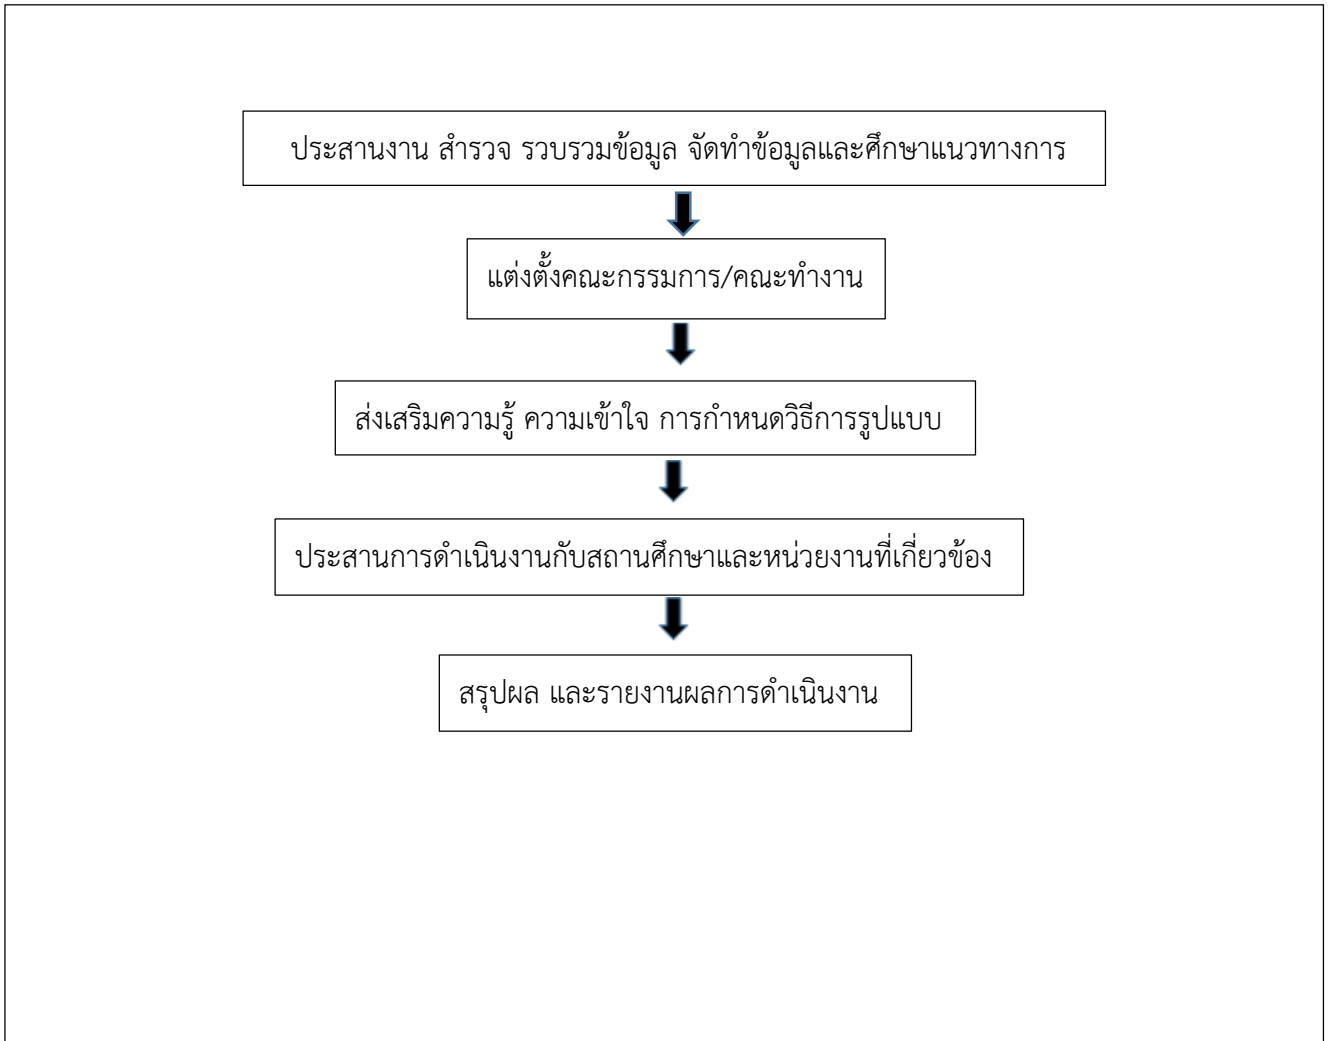 ประสานงาน สำรวจ รวบรวมข้อมูล จัดทำข้อมูลและศึกษาแนวทางการ
แต่งตั้งคณะกรรมการ/คณะทำงาน
ส่งเสริมความรู้ ความเข้าใจ การกำหนดวิธีการรูปแบบ
ประสานการดำเนินงานกับสถานศึกษาและหน่วยงานที่เกี่ยวข้อง
สรุปผล และรายงานผลการดำเนินงาน